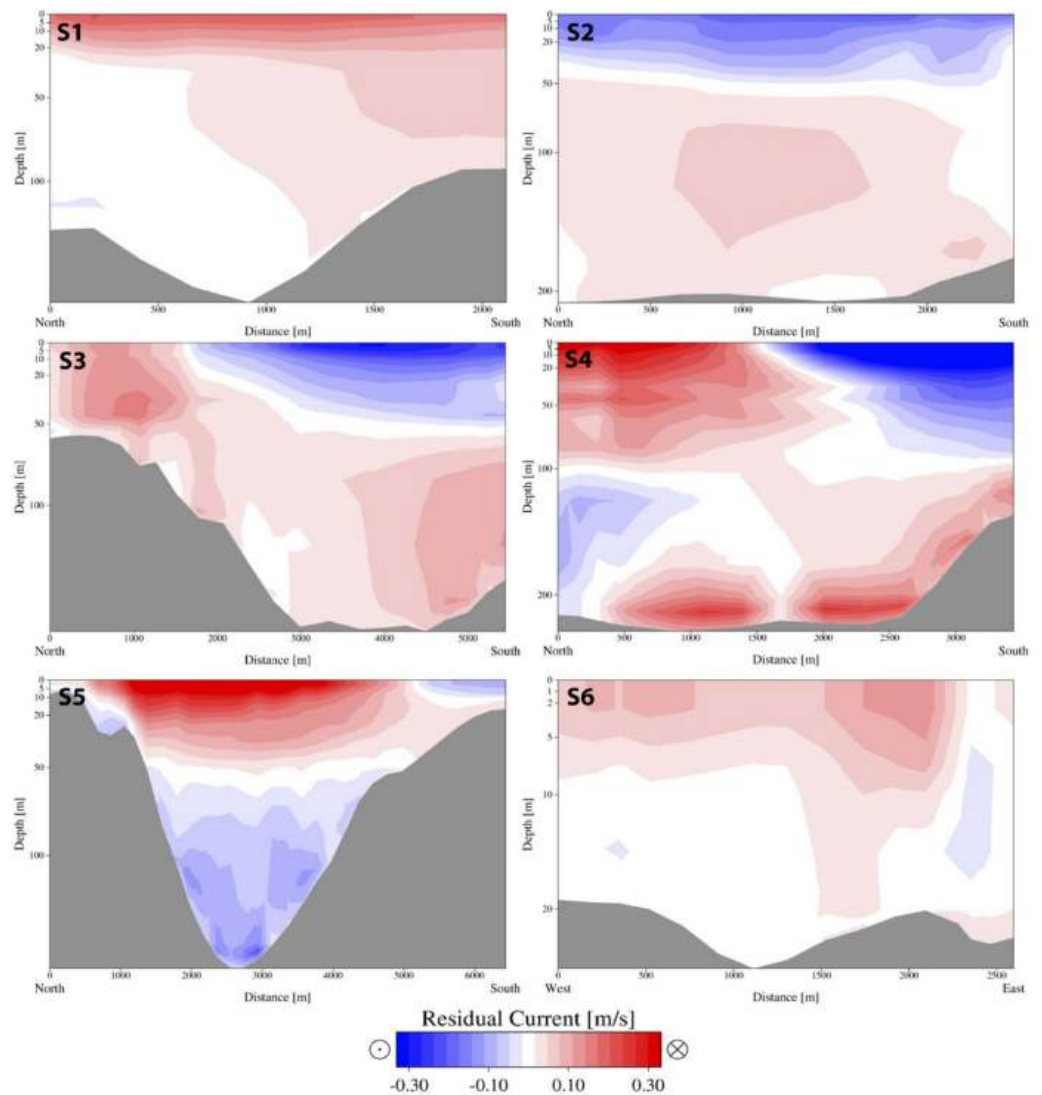 S1
0
5
10
20
50
100
Depth [m]
0 500 1000 1500 2000
North Distance [m] South
S2
0
5
10
20
50
100
200
Depth [m]
0 500 1000 1500 2000
North Distance [m] South
S3
0
5
10
20
50
100
Depth [m]
0 1000 2000 3000 4000 5000
North Distance [m] South
S4
0
5
10
20
50
100
200
Depth [m]
0 500 1000 1500 2000 2500 3000
North Distance [m] South
S5
0
5
10
20
50
100
Depth [m]
0 1000 2000 3000 4000 5000 6000
North Distance [m] South
S6
0
1
2
5
10
20
Depth [m]
0 500 1000 1500 2000 2500
West Distance [m] East
Residual Current [m/s]
-0.30 -0.10 0.10 0.30